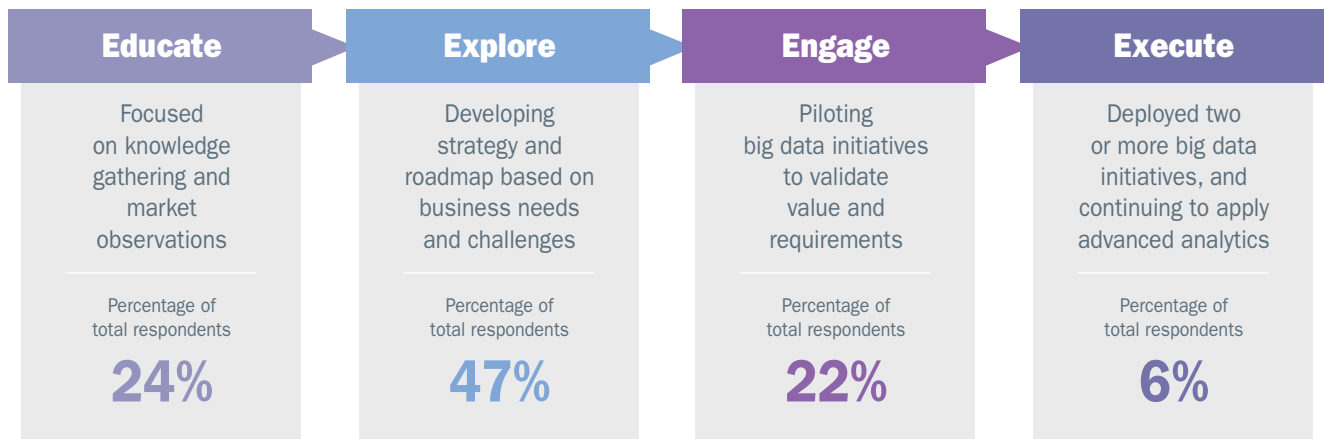 Educate
Focused
on knowledge
gathering and
market
observations
Percentage of
total respondents
24%
Explore
Developing
strategy and
roadmap based on
business needs
and challenges
Percentage of
total respondents
47%
Engage
Piloting
big data initiatives
to validate
value and
requirements
Percentage of
total respondents
22%
Execute
Deployed two
or more big data
initiatives, and
continuing to apply
advanced analytics
Percentage of
total respondents
6%